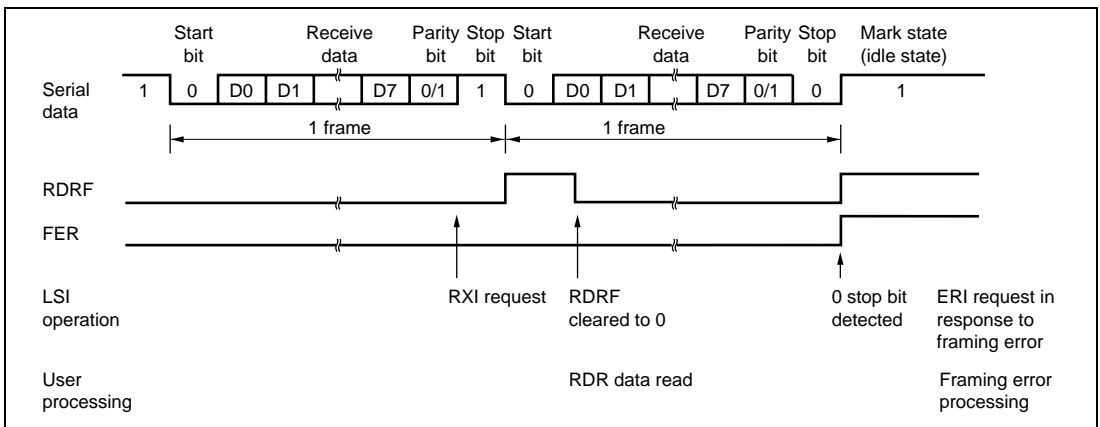 Start bit
Receive data
Parity bit
Stop bit
Start bit
Receive data
Parity bit
Stop bit
Mark state (idle state)
Serial data
1 0 D0 D1 D7 0/1 1 0 D0 D1 D7 0/1 0 1
1 frame 1 frame
RDRF
FER
LSI operation
RXI request
RDRF cleared to 0
0 stop bit detected
ERI request in response to framing error
User processing
RDR data read
Framing error processing